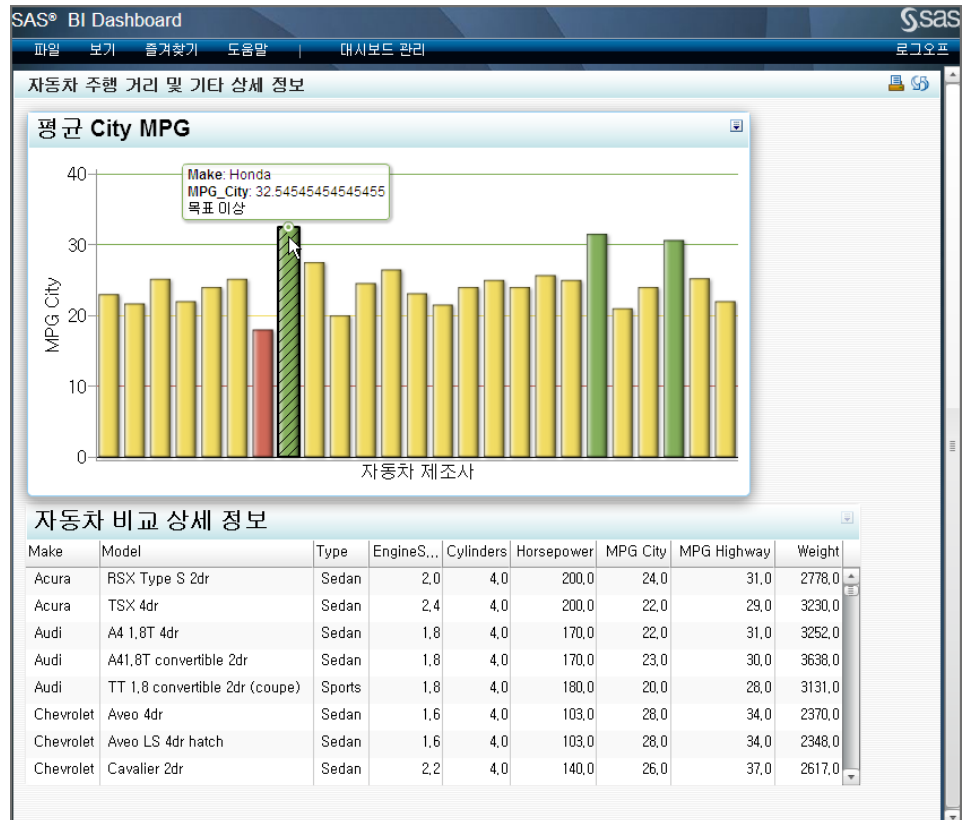 SAS® BI Dashboard
sas
파일 보기 즐겨찾기 도움말 | 대시보드 관리 로그오프
자동차 주행 거리 및 기타 상세 정보
평균 City MPG
Make: Honda
MPG_City: 32.54545454545455
목표 이상
40
30
20
10
0
MPG City
자동차 제조사
자동차 비교 상세 정보
Make Model Type EngineS... Cylinders Horsepower MPG City MPG Highway Weight
Acura RSX Type S 2dr Sedan 2,0 4,0 200,0 24,0 31,0 2778,0
Acura TSX 4dr Sedan 2,4 4,0 200,0 22,0 29,0 3230,0
Audi A4 1,8T 4dr Sedan 1,8 4,0 170,0 22,0 31,0 3252,0
Audi A41,8T convertible 2dr Sedan 1,8 4,0 170,0 23,0 30,0 3638,0
Audi TT 1,8 convertible 2dr (coupe) Sports 1,8 4,0 180,0 20,0 28,0 3131,0
Chevrolet Aveo 4dr Sedan 1,6 4,0 103,0 28,0 34,0 2370,0
Chevrolet Aveo LS 4dr hatch Sedan 1,6 4,0 103,0 28,0 34,0 2348,0
Chevrolet Cavalier 2dr Sedan 2,2 4,0 140,0 26,0 37,0 2617,0